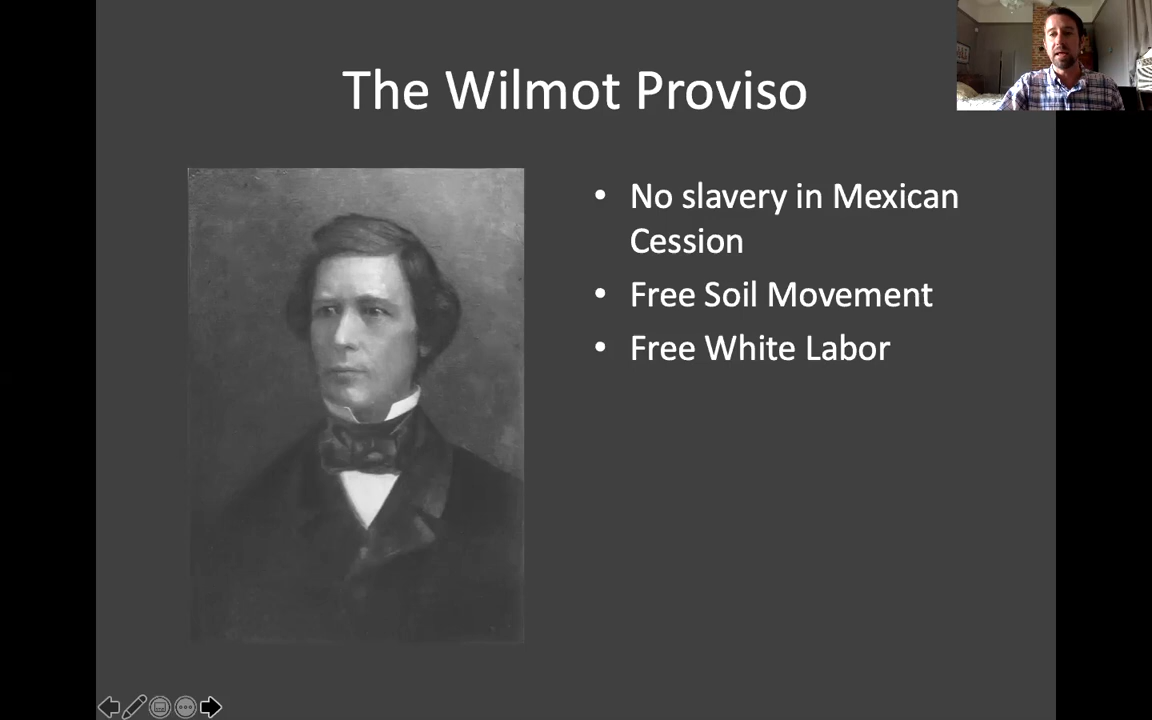 The Wilmot Proviso
• No slavery in Mexican
Cession
• Free Soil Movement
• Free White Labor